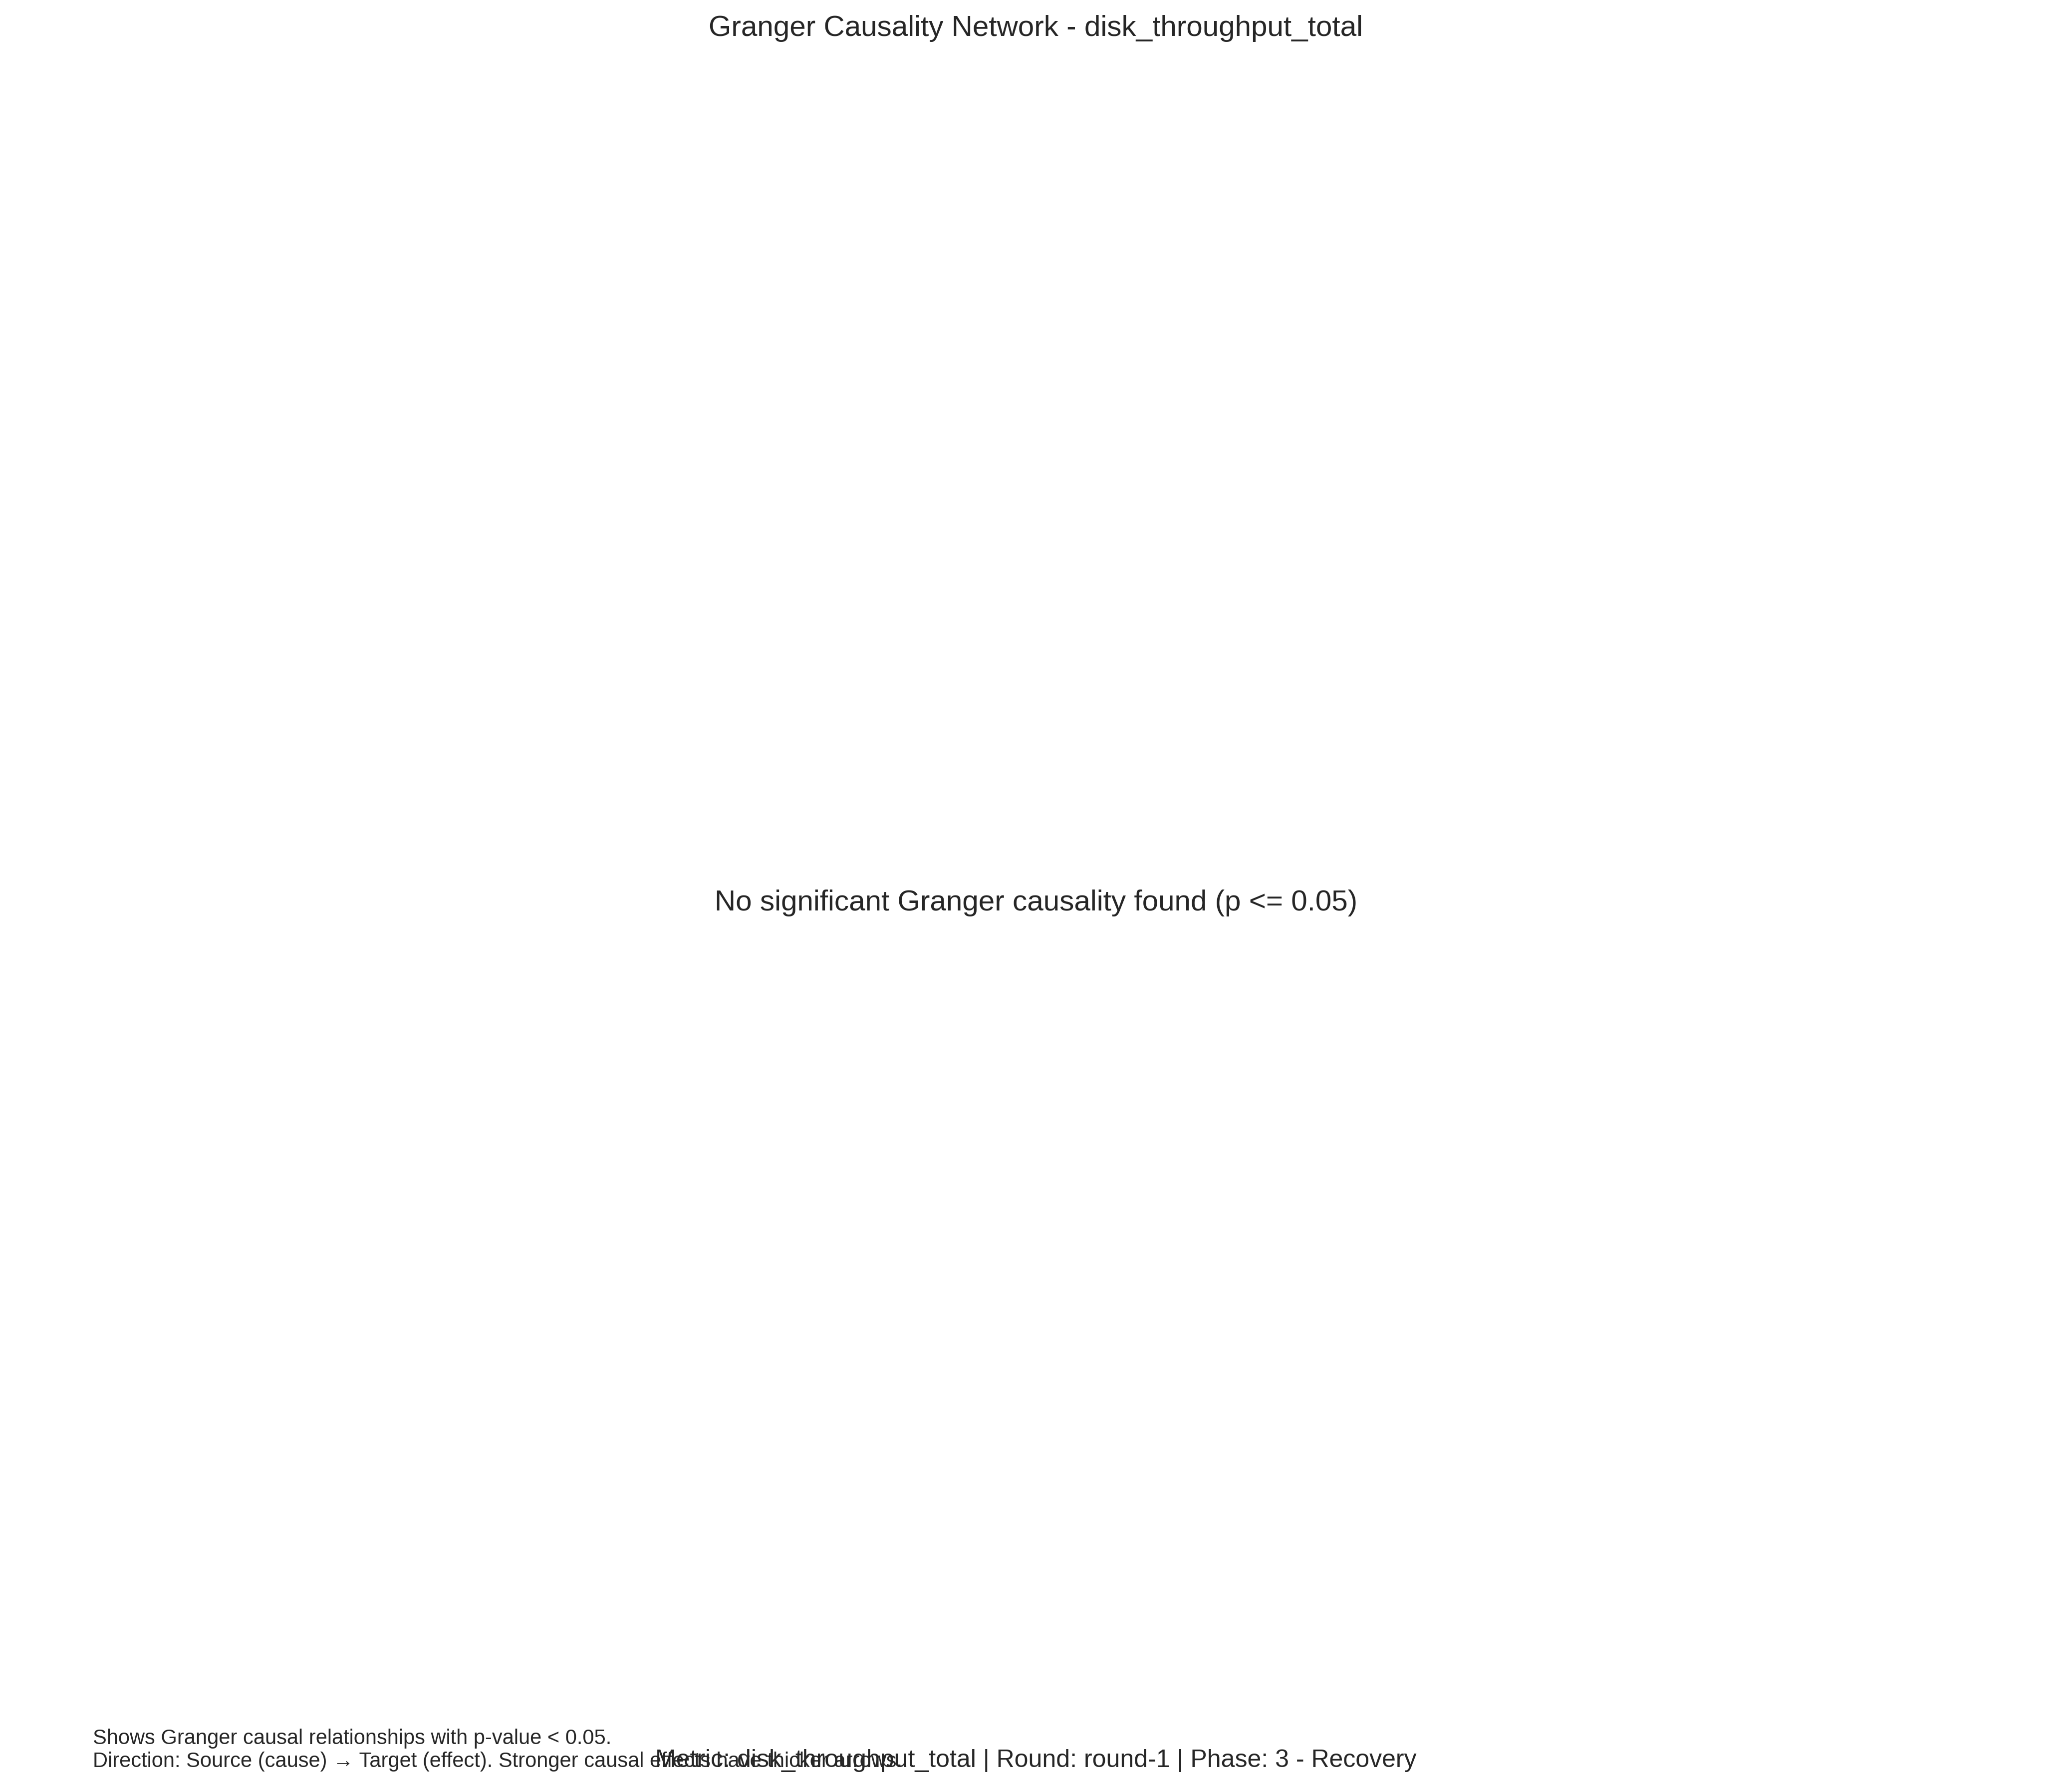 Granger Causality Network - disk_throughput_total
No significant Granger causality found (p <= 0.05)
Shows Granger causal relationships with p-value < 0.05.
Direction: Source (cause) → Target (effect). Stronger causal effects have thicker arrows.
Metric: disk_throughput_total | Round: round-1 | Phase: 3 - Recovery